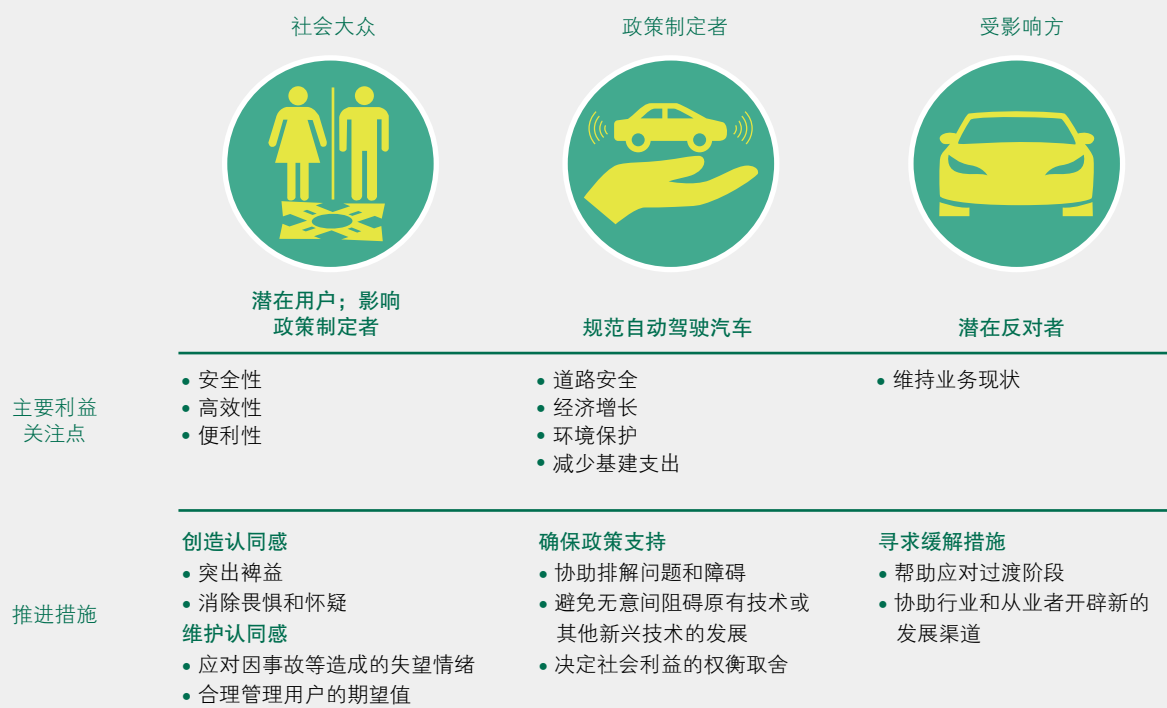 社会大众
政策制定者
受影响方
潜在用户；影响
政策制定者
规范自动驾驶汽车
潜在反对者
主要利益
关注点
• 安全性
• 高效性
• 便利性
• 道路安全
• 经济增长
• 环境保护
• 减少基建支出
• 维持业务现状
推进措施
创造认同感
• 突出裨益
• 消除畏惧和怀疑
维护认同感
• 应对因事故等造成的失望情绪
• 合理管理用户的期望值
确保政策支持
• 协助排解问题和障碍
• 避免无意间阻碍原有技术或
其他新兴技术的发展
• 决定社会利益的权衡取舍
寻求缓解措施
• 帮助应对过渡阶段
• 协助行业和从业者开辟新的
发展渠道